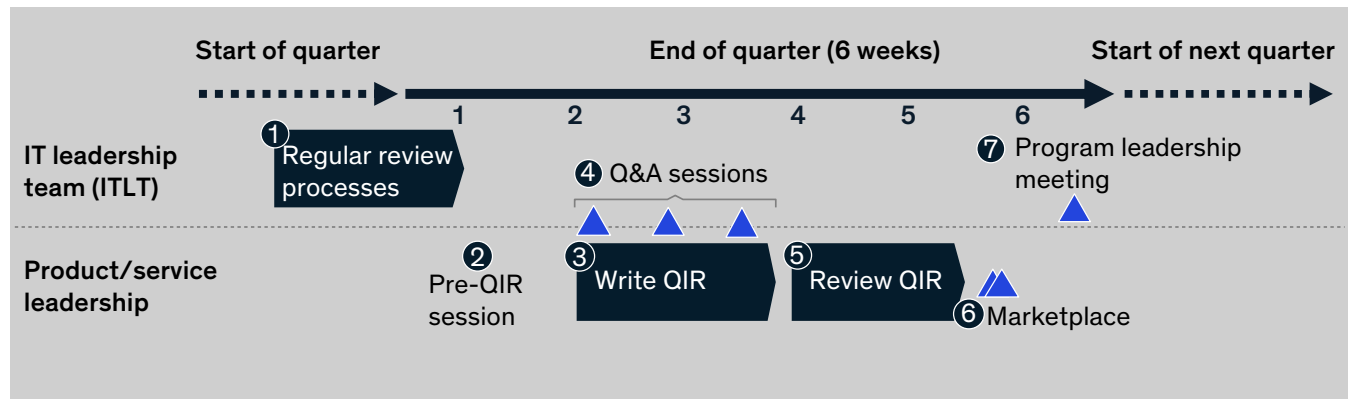 Start of quarter
End of quarter (6 weeks)
Start of next quarter
1
2
3
4
5
6
IT leadership
team (ITLT)
1
Regular review
processes
4 Q&A sessions
7 Program leadership
meeting
Product/service
leadership
2
Pre-QIR
session
3
Write QIR
5
Review QIR
6 Marketplace